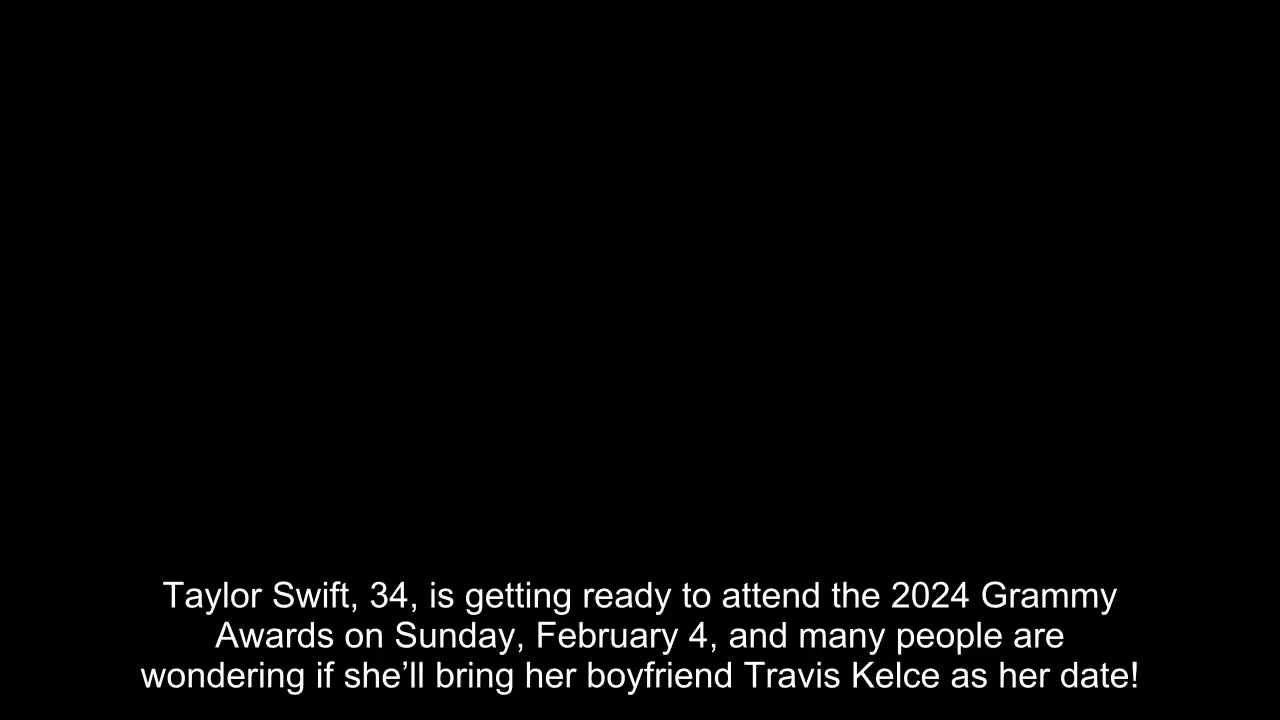 Taylor Swift, 34, is getting ready to attend the 2024 Grammy
Awards on Sunday, February 4, and many people are
wondering if she’ll bring her boyfriend Travis Kelce as her date!